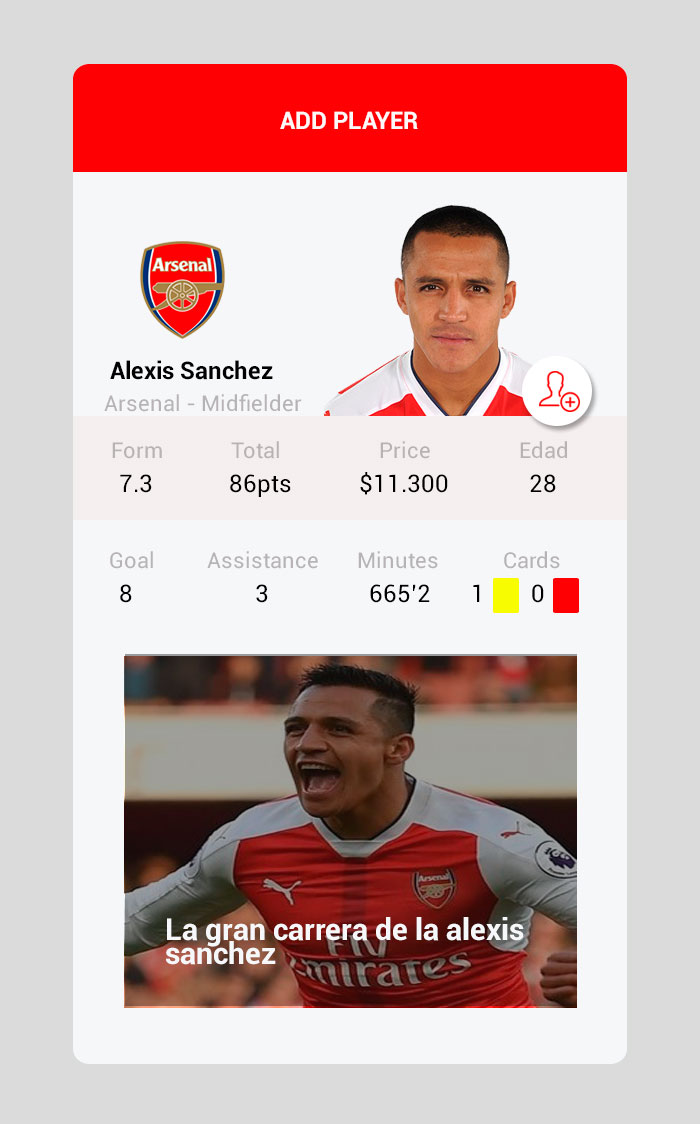 ADD PLAYER
Arsenal
Alexis Sanchez
Arsenal - Midfielder
Form Total Price Edad
7.3 86pts $11.300 28
Goal Assistance Minutes Cards
8 3 665'2 1 0
Arsenal
La gran carrera de la alexis
sanchez
Fly
Emirates